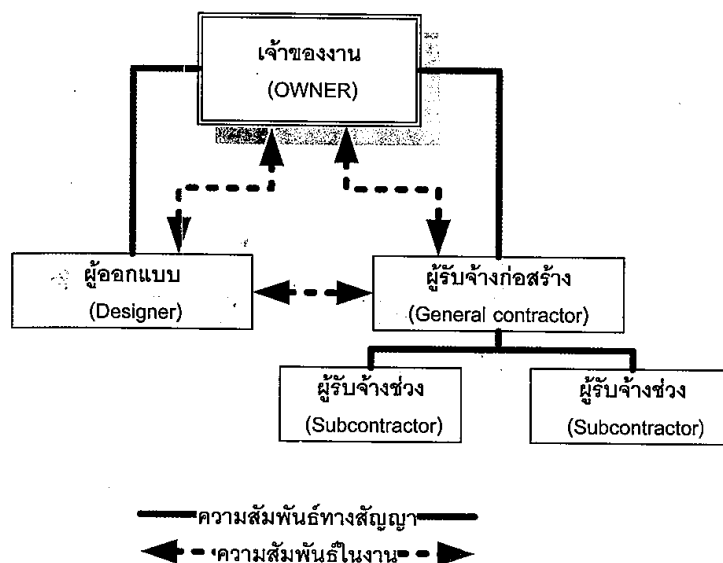 เจ้าของงาน
(OWNER)
ผู้ออกแบบ
(Designer)
ผู้รับจ้างก่อสร้าง
(General contractor)
ผู้รับจ้างช่วง
(Subcontractor)
ผู้รับจ้างช่วง
(Subcontractor)
ความสัมพันธ์ทางสัญญา
ความสัมพันธ์ในงาน